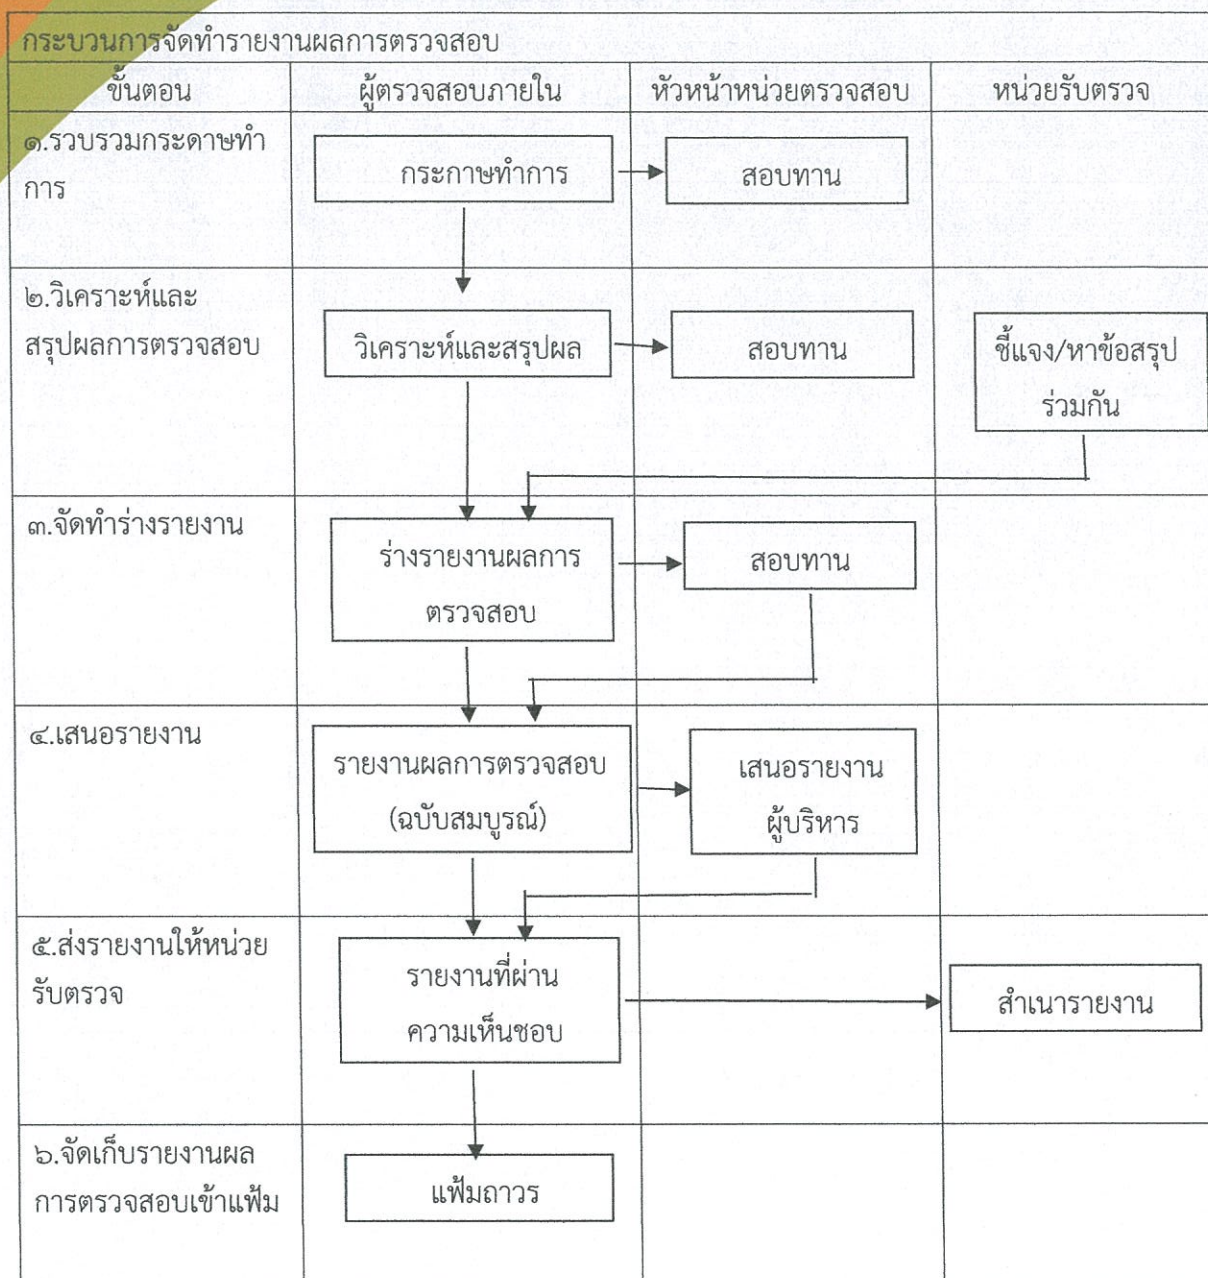 กระบวนการจัดทำรายงานผลการตรวจสอบ
ขั้นตอน ผู้ตรวจสอบภายใน หัวหน้าหน่วยตรวจสอบ หน่วยรับตรวจ
๑.รวบรวมกระดาษทำ
การ
กระกาษทำการ
สอบทาน
๒.วิเคราะห์และ
สรุปผลการตรวจสอบ
วิเคราะห์และสรุปผล
สอบทาน
ชี้แจง/หาข้อสรุป
ร่วมกัน
๓.จัดทำร่างรายงาน
ร่างรายงานผลการ
ตรวจสอบ
สอบทาน
๔.เสนอรายงาน
รายงานผลการตรวจสอบ
(ฉบับสมบูรณ์)
เสนอรายงาน
ผู้บริหาร
๕.ส่งรายงานให้หน่วย
รับตรวจ
รายงานที่ผ่าน
ความเห็นชอบ
สำเนารายงาน
๖.จัดเก็บรายงานผล
การตรวจสอบเข้าแฟ้ม
แฟ้มถาวร